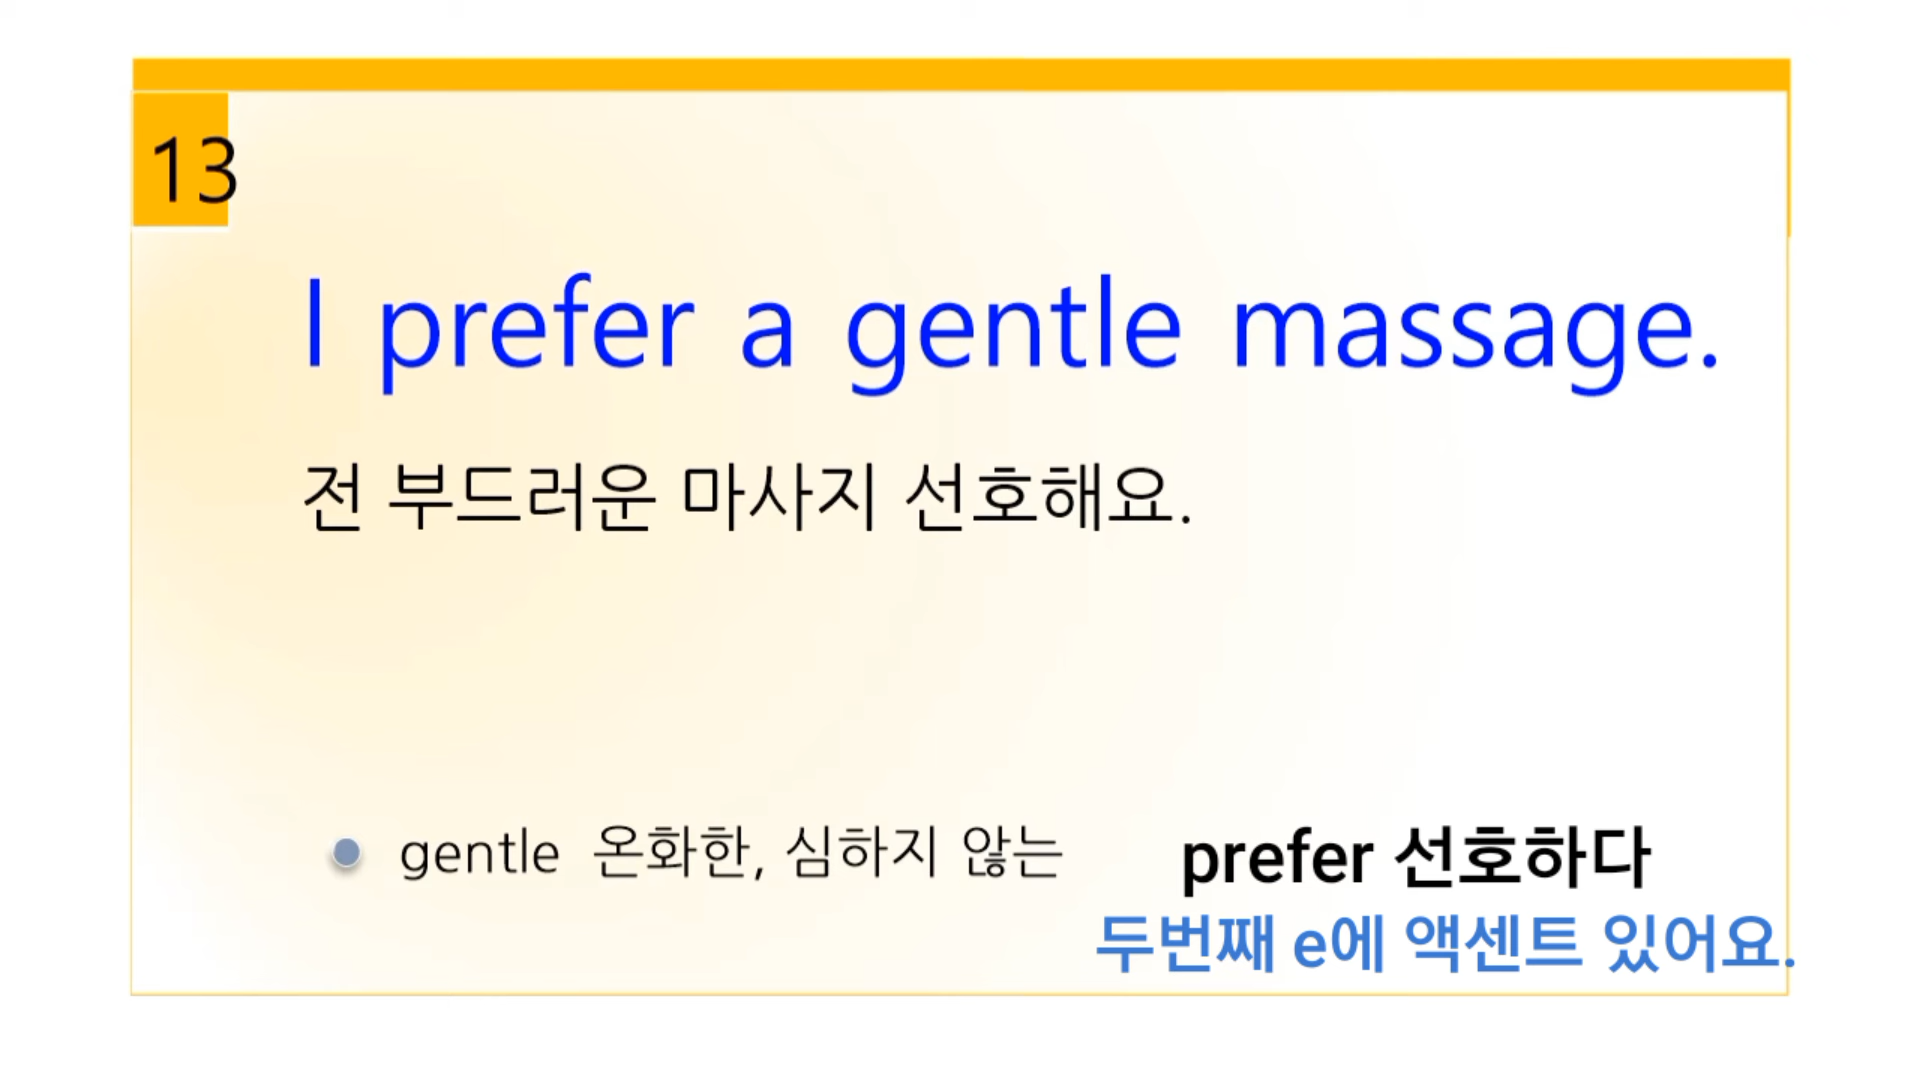 13
I prefer a gentle massage.
전 부드러운 마사지 선호해요.
gentle 온화한, 심하지 않는
prefer 선호하다
두번째 e에 액센트 있어요.